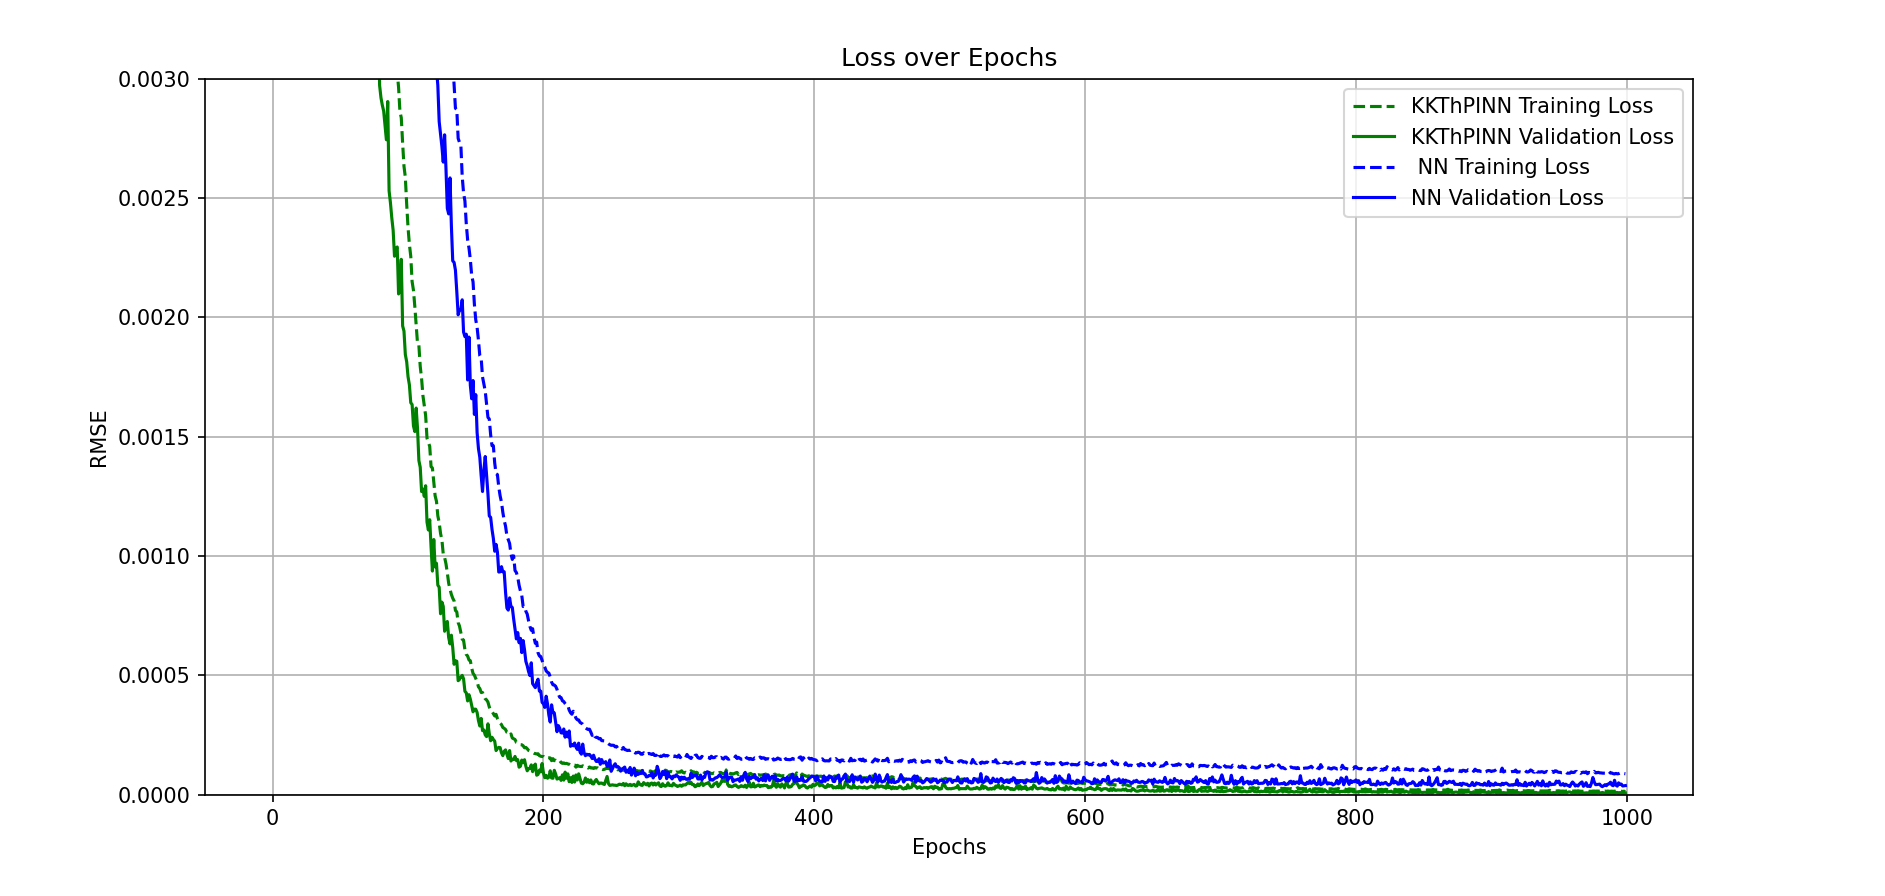 Loss over Epochs
0.0030
0.0025
0.0020
0.0015
0.0010
0.0005
0.0000
RMSE
KKThPINN Training Loss
KKThPINN Validation Loss
NN Training Loss
NN Validation Loss
0 200 400 600 800 1000
Epochs